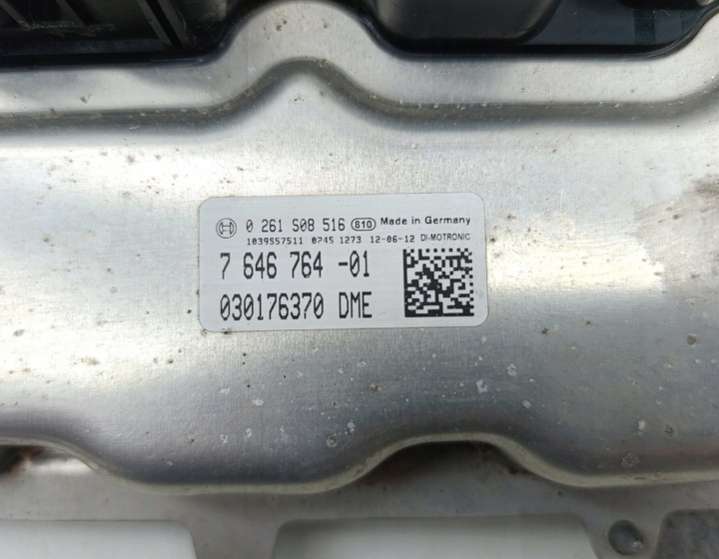 0 261 S08 516 610 Made in Germany
1039S57511 0745 1273 12-06-12 DI-MOTRONIC
7 646 764 -01
030176370 DME